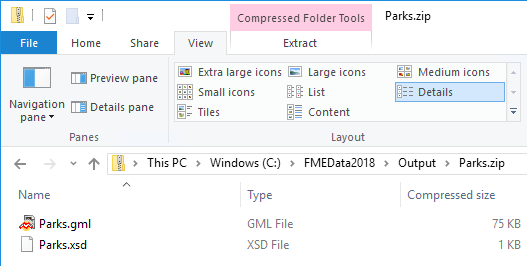 Compressed Folder Tools Parks.zip
File Home Share View Extract
Navigation pane Preview pane Details pane
Extra large icons Large icons Medium icons
Small icons List Details
Tiles Content
Panes Layout
This PC Windows (C:) FMEData2018 Output Parks.zip
Name Type Compressed size
Parks.gml GML File 75 KB
Parks.xsd XSD File 1 KB